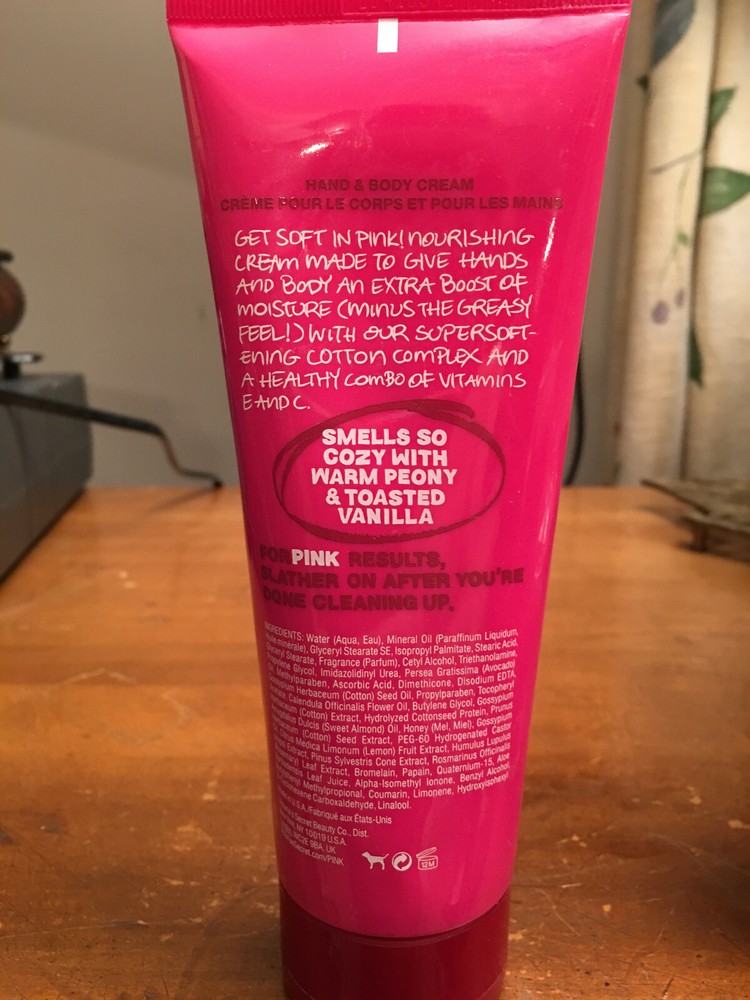 HAND & BODY CREAM
CRÈME POUR LE CORPS ET POUR LES MAINS
GET SOFT IN PINK! NOURISHING
CREAM MADE TO GIVE HANDS
AND BODY AN EXTRA BOOST OF
MOISTURE (MINUS THE GREASY
FEEL!) WITH OUR SUPERSOFT-
ENING COTTON COMPLEX AND
A HEALTHY COMBO OF VITAMINS
E AND C.
SMELLS SO
COZY WITH
WARM PEONY
& TOASTED
VANILLA
FOR PINK RESULTS,
SLATHER ON AFTER YOU'RE
DONE CLEANING UP.
INGREDIENTS: Water (Aqua, Eau), Mineral Oil (Paraffinum Liquidum,
minérale), Glyceryl Stearate SE, Isopropyl Palmitate, Stearic Acid,
Stearate, Fragrance (Parfum), Cetyl Alcohol, Triethanolamine,
Glycol, Imidazolidinyl Urea, Persea Gratissima (Avocado)
Methylparaben, Ascorbic Acid, Dimethicone, Disodium EDTA,
Herbaceum (Cotton) Seed Oil, Propylparaben, Tocopheryl
Calendula Officinalis Flower Oil, Butylene Glycol, Gossypium
(Cotton) Extract, Hydrolyzed Cottonseed Protein, Prunus
Dulcis (Sweet Almond) Oil, Honey (Mel, Miel), Gossypium
(Cotton) Seed Extract, PEG-60 Hydrogenated Castor
Medica Limonum (Lemon) Fruit Extract, Humulus Lupulus
Extract, Pinus Sylvestris Cone Extract, Rosmarinus Officinalis
Leaf Extract, Bromelain, Papain, Quaternium-15, Aloe
Leaf Juice, Alpha-Isomethyl Ionone, Benzyl Alcohol,
Methylpropional, Coumarin, Limonene, Hydroxyisohexyl
Carboxaldehyde, Linalool.
U.S.A./Fabriqué aux États-Unis
Secret Beauty Co., Dist.
NY 10019 U.S.A.
9BA, UK
Secret.com/PINK
12M